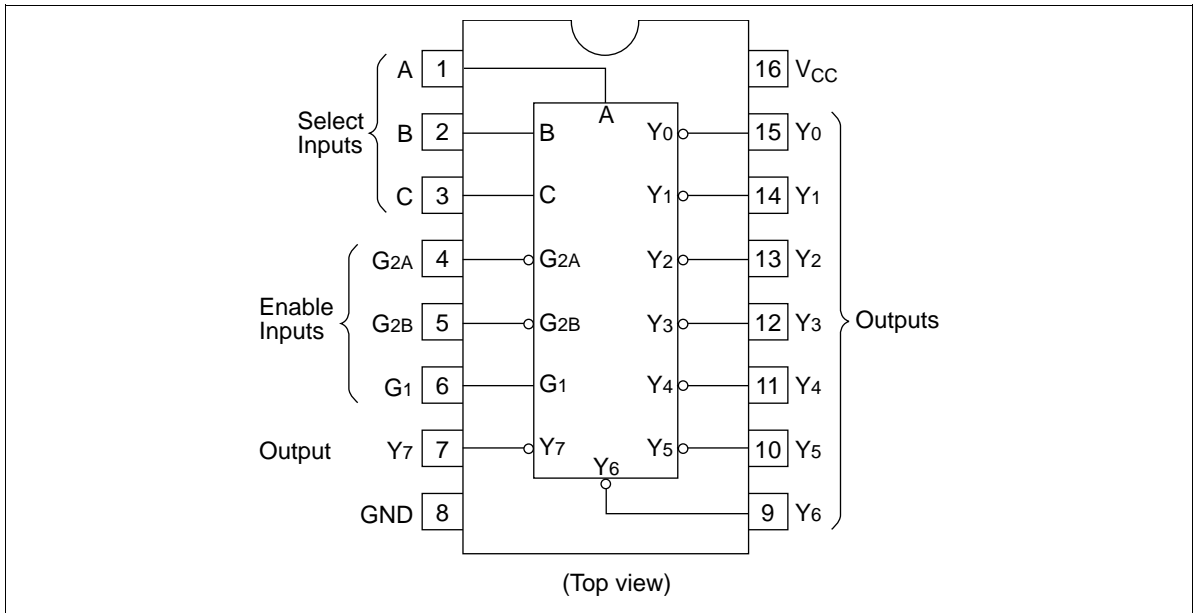 A 1 A 16 VCC
Select Inputs
B 2 B Y0 15 Y0
C 3 C Y1 14 Y1
G2A 4 G2A Y2 13 Y2
Enable Inputs
G2B 5 G2B Y3 12 Y3
Outputs
G1 6 G1 Y4 11 Y4
Output Y7 7 Y7 Y5 10 Y5
Y6
GND 8 9 Y6
(Top view)